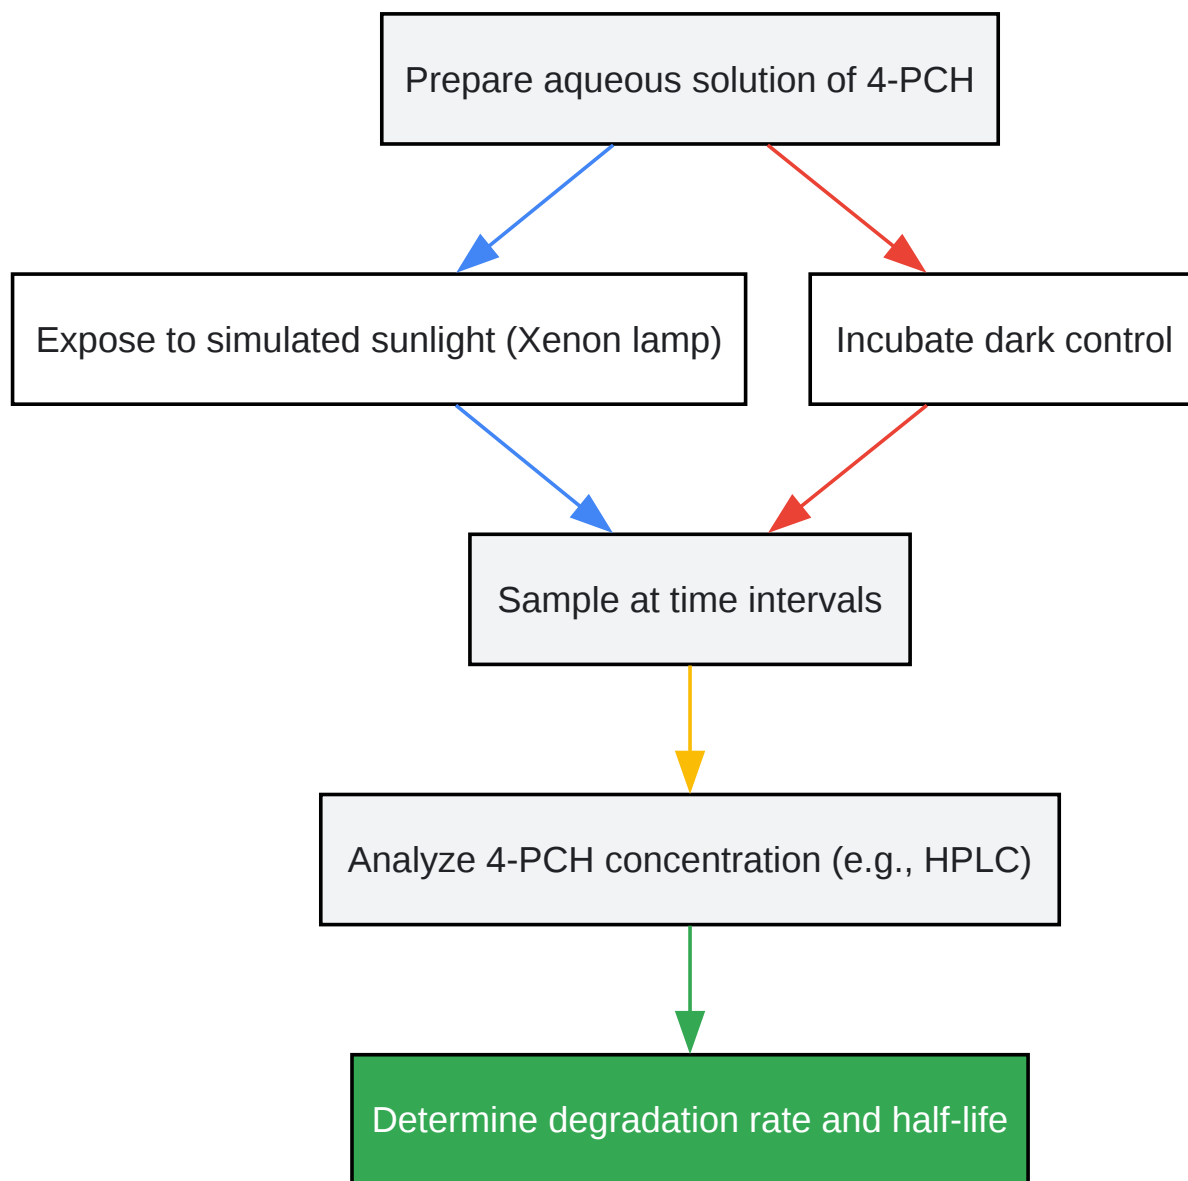 Prepare aqueous solution of 4-PCH
Expose to simulated sunlight (Xenon lamp)
Incubate dark control
Sample at time intervals
Analyze 4-PCH concentration (e.g., HPLC)
Determine degradation rate and half-life